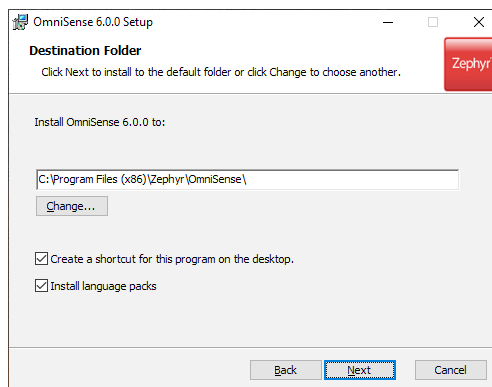 OmniSense 6.0.0 Setup
Destination Folder
Click Next to install to the default folder or click Change to choose another.
Zephyr
Install OmniSense 6.0.0 to:
C:\Program Files (x86)\Zephyr\OmniSense\
Change...
Create a shortcut for this program on the desktop.
Install language packs
Back
Next
Cancel